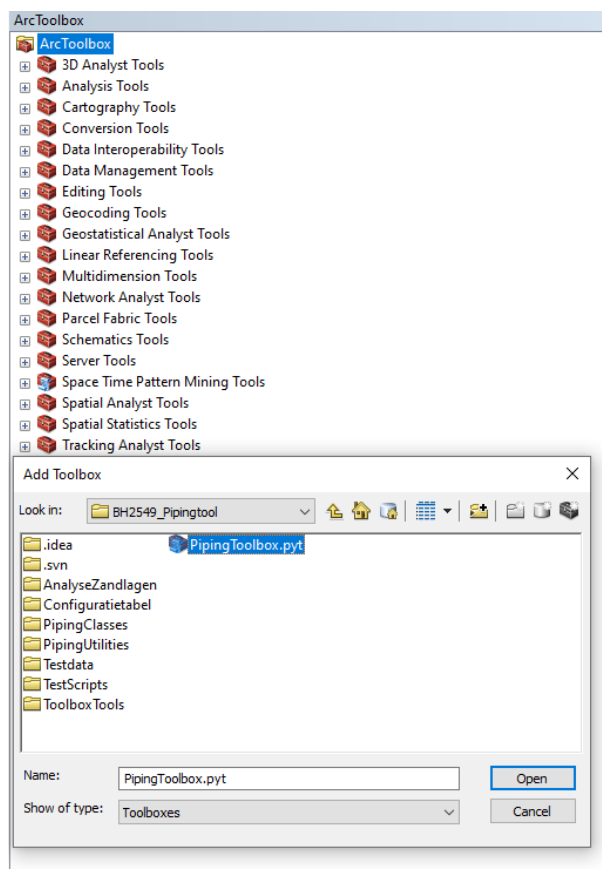 ArcToolbox
ArcToolbox
3D Analyst Tools
Analysis Tools
Cartography Tools
Conversion Tools
Data Interoperability Tools
Data Management Tools
Editing Tools
Geocoding Tools
Geostatistical Analyst Tools
Linear Referencing Tools
Multidimension Tools
Network Analyst Tools
Parcel Fabric Tools
Schematics Tools
Server Tools
Space Time Pattern Mining Tools
Spatial Analyst Tools
Spatial Statistics Tools
Tracking Analyst Tools
Add Toolbox
Look in: BH2549_Pipingtool
.idea PipingToolbox.pyt
.svn
AnalyseZandlagen
Configuratietabel
PipingClasses
PipingUtilities
Testdata
TestScripts
ToolboxTools
Name: PipingToolbox.pyt Open
Show of type: Toolboxes Cancel